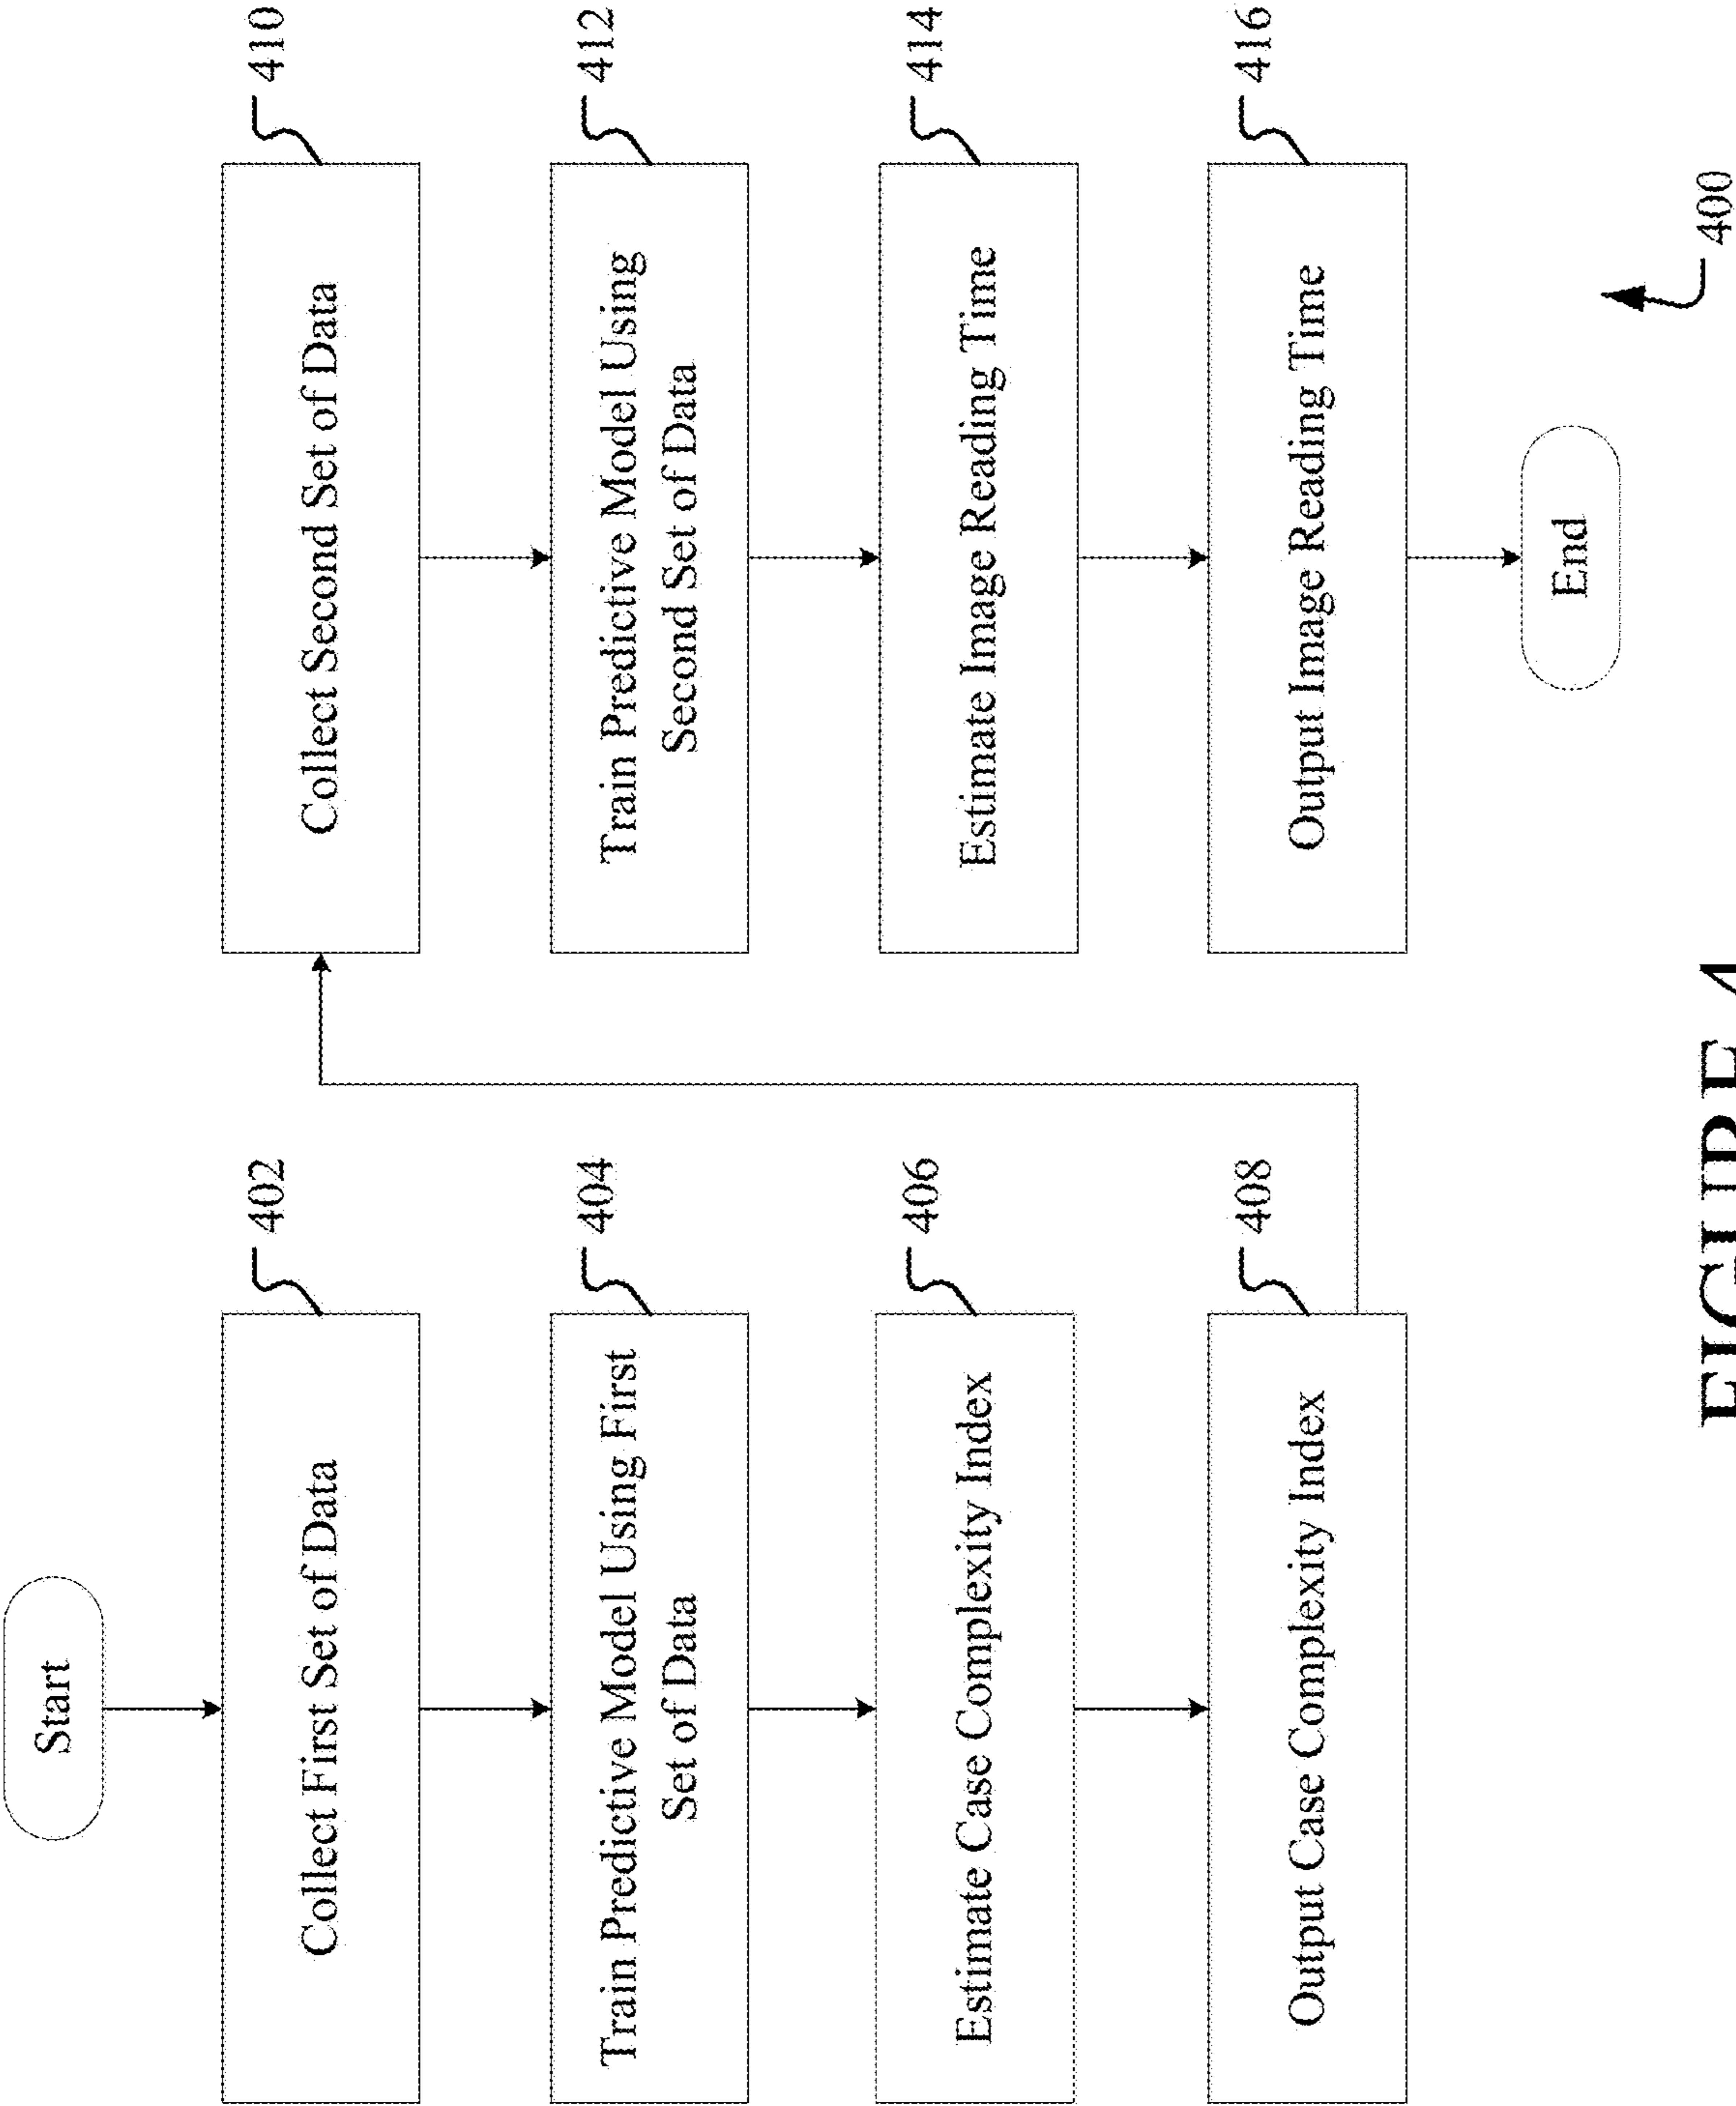 Start
Collect First Set of Data
402
Train Predictive Model Using First
Set of Data
404
Estimate Case Complexity Index
406
Output Case Complexity Index
408
Collect Second Set of Data
410
Train Predictive Model Using
Second Set of Data
412
Estimate Image Reading Time
414
Output Image Reading Time
416
End
400
FIGURE 4